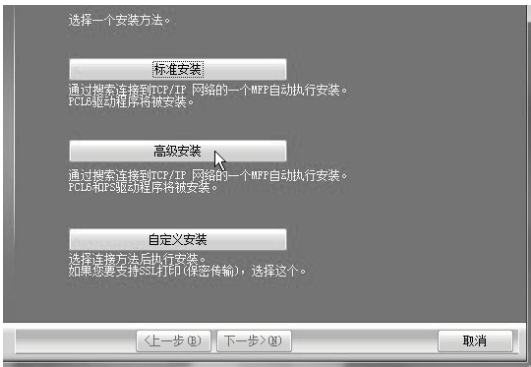 选择一个安装方法。
标准安装
通过搜索连接到TCP/IP 网络的一个MFP自动执行安装。
PCL6驱动程序将被安装。
高级安装
通过搜索连接到TCP/IP 网络的一个MFP自动执行安装。
PCL6和PS驱动程序将被安装。
自定义安装
选择连接方法后执行安装。
如果您要支持SSL打印(保密传输)，选择这个。
<上一步(B) 下一步>(N) 取消